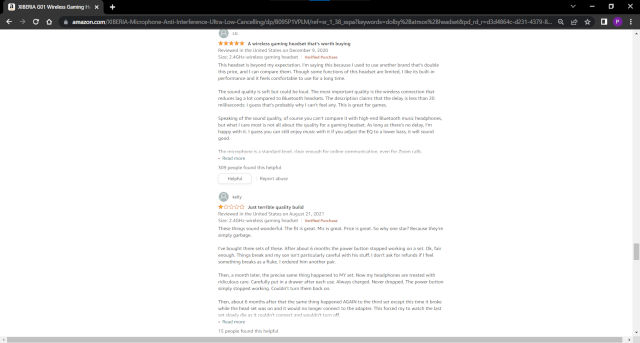 XIBERIA G01 Wireless Gaming H
amazon.com/XIBERIA-Microphone-Anti-Interference-Ultra-Low-Cancelling/dp/B095P1VPLM/ref=sr_1_38_sspa?keywords=dolby%2Batmos%2Bheadset&qid
LG
A wireless gaming headset that's worth buying
Reviewed in the United States on December 9, 2020
Size: 2.4GHz-wireless gaming headset | Verified Purchase
This headset is beyond my expectation. I'm saying this because I used to use another brand that's double
this price, and I can compare them. Though some functions of this headset are limited, I like its built-in
performance and it feels comfortable to use for a long time.
The sound quality is soft but could be loud. The most important quality is the wireless connection that
reduces lag a lot compared to Bluetooth headsets. The description claims that the delay is less than 20
milliseconds. I guess that's probably why I can't feel any. This is great for games.
Speaking of the sound quality, of course you can't compare it with high-end Bluetooth music headphones,
but what I care most is not all about the quality for a gaming headset. As long as there's no delay, I'm
happy with it. I guess you can still enjoy music with it if you adjust the EQ to a lower bass, it will sound
good.
The microphone is a standard level, clear enough for online communication, even for Zoom calls.
Read more
309 people found this helpful
Helpful | Report abuse
kelly
Just terrible quality build
Reviewed in the United States on August 21, 2021
Size: 2.4GHz-wireless gaming headset | Verified Purchase
These things sound wonderful. The fit is great. Mic is great. Price is great. So why one star? Because they're
simply garbage.
I've bought three sets of these. After about 6 months the power button stopped working on a set. Ok, fair
enough. Things break and my son isn't particularly careful with his stuff. I don't ask for refunds if I feel
something breaks as a fluke. I ordered him another pair.
Then, a month later, the precise same thing happened to MY set. Now my headphones are treated with
ridiculous care. Carefully put in a drawer after each use. Always charged. Never dropped. The power button
simply stopped working. Couldn't turn them back on.
Then, about 6 months after that the same thing happened AGAIN to the third set except this time it broke
while the head set was on and it would no longer connect to the adapter. This forced my to watch the last
set slowly die as it couldn't connect and wouldn't turn off.
Read more
15 people found this helpful